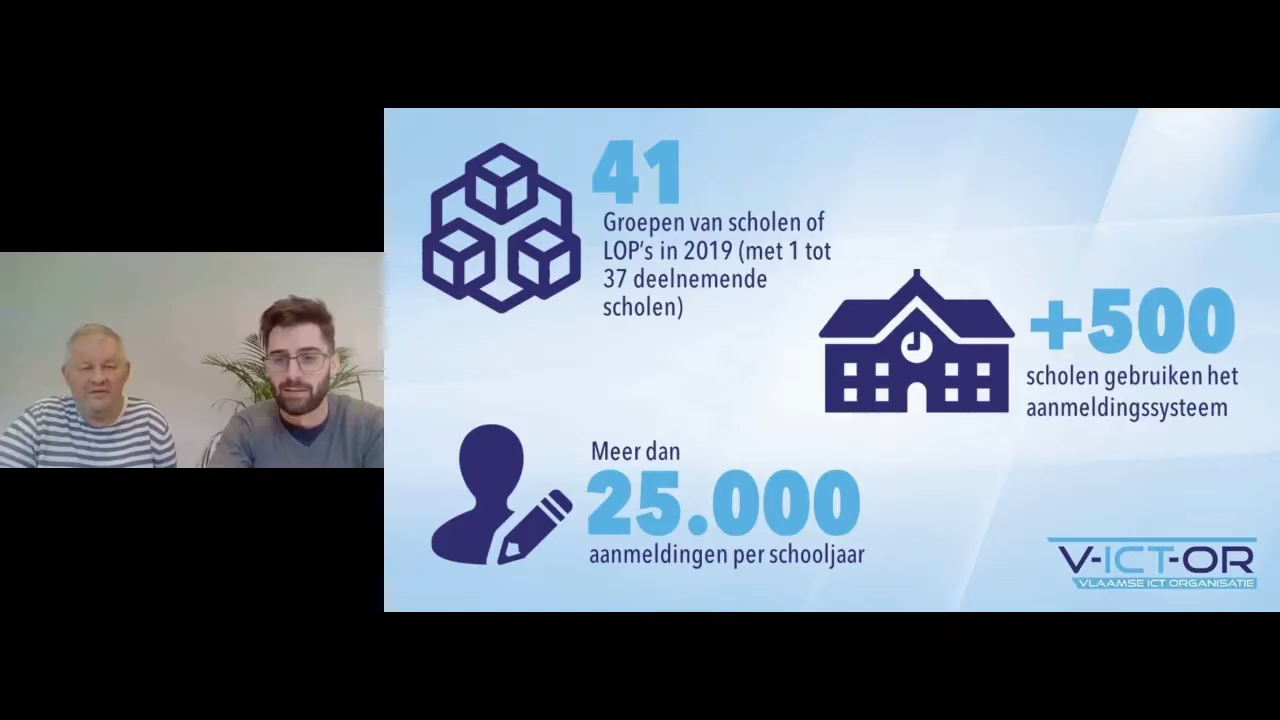 41
Groepen van scholen of
LOP's in 2019 (met 1 tot
37 deelnemende
scholen)
+500
scholen gebruiken het
aanmeldingssysteem
Meer dan
25.000
aanmeldingen per schooljaar
V-ICT-OR
VLAAMSE ICT ORGANISATIE